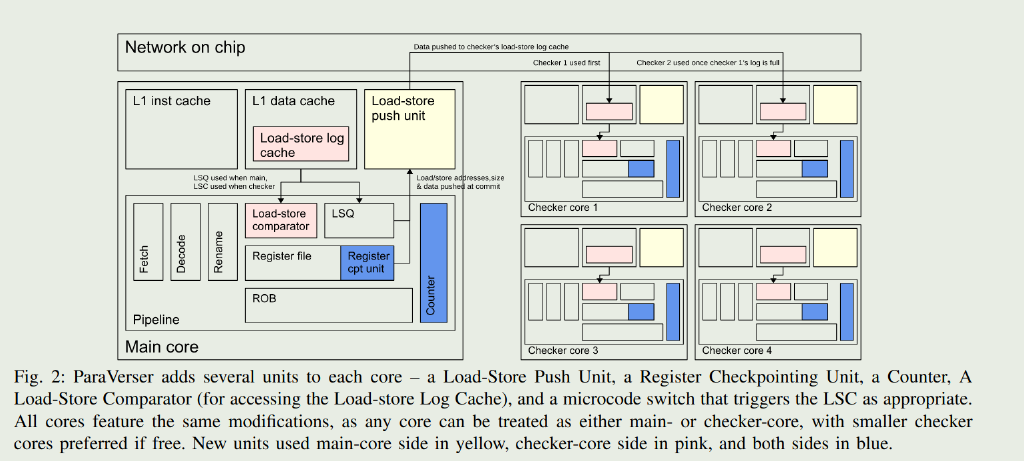 Network on chip
Data pushed to checker's load-store log cache
Checker 1 used first
Checker 2 used once checker 1's log is full
L1 inst cache
L1 data cache
Load-store
push unit
Load-store log
cache
LSQ used when main,
LSC used when checker
Load/store addresses,size
& data pushed at commit
Fetch
Decode
Rename
Load-store
comparator
LSQ
Register file
Register
cpt unit
Counter
ROB
Pipeline
Main core
Checker core 1
Checker core 2
Checker core 3
Checker core 4
Fig. 2: ParaVerser adds several units to each core – a Load-Store Push Unit, a Register Checkpointing Unit, a Counter, A
Load-Store Comparator (for accessing the Load-store Log Cache), and a microcode switch that triggers the LSC as appropriate.
All cores feature the same modifications, as any core can be treated as either main- or checker-core, with smaller checker
cores preferred if free. New units used main-core side in yellow, checker-core side in pink, and both sides in blue.